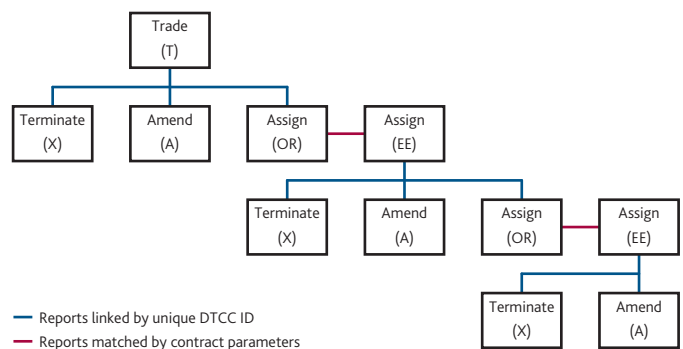 Trade
(T)
Terminate
(X)
Amend
(A)
Assign
(OR)
Assign
(EE)
Terminate
(X)
Amend
(A)
Assign
(OR)
Assign
(EE)
Terminate
(X)
Amend
(A)
Reports linked by unique DTCC ID
Reports matched by contract parameters